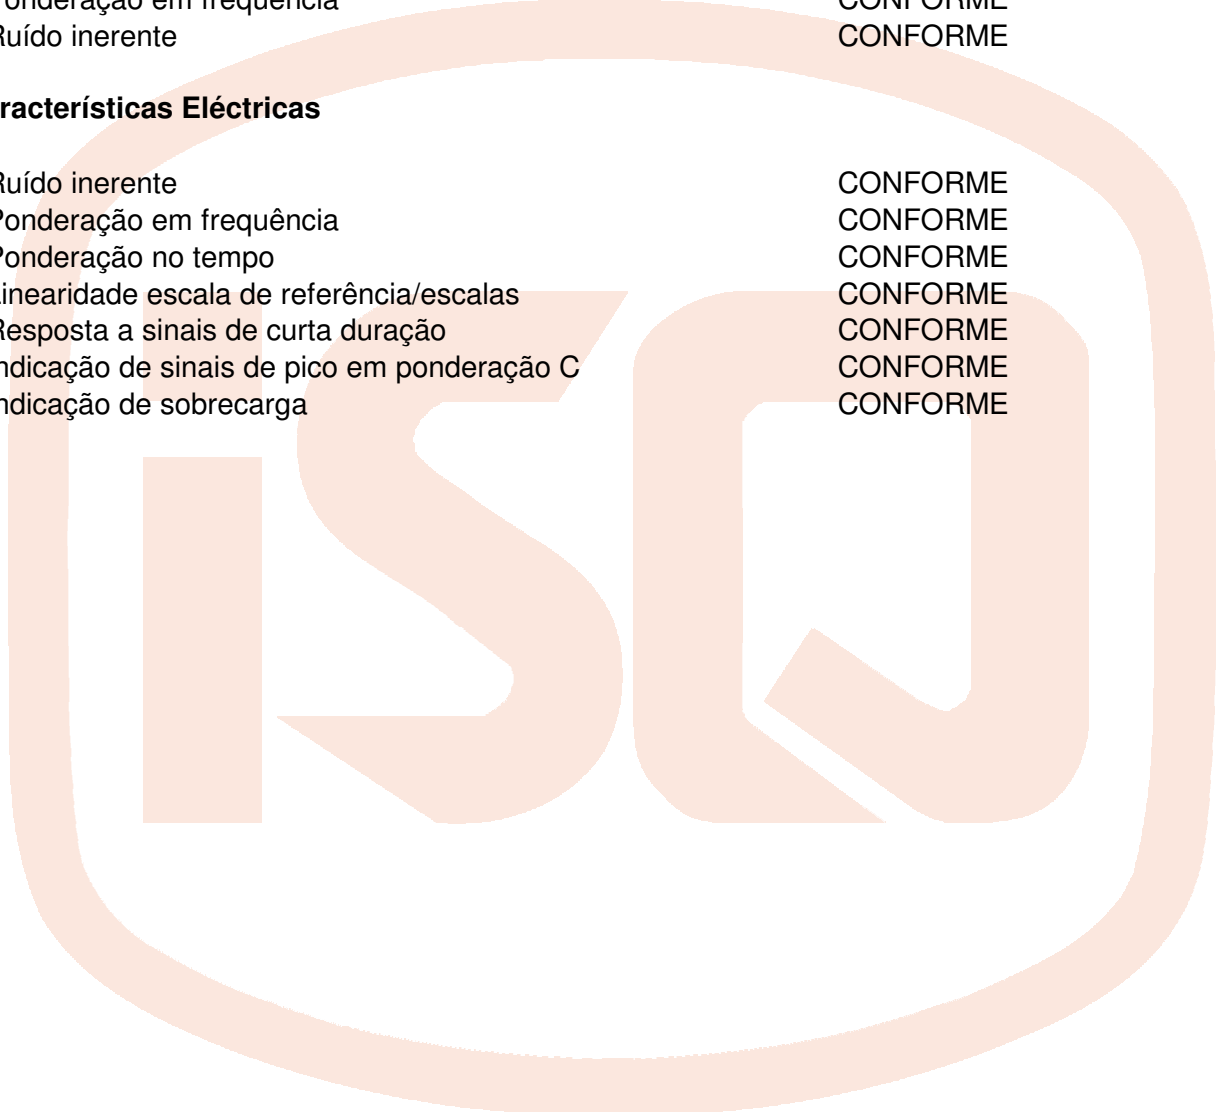 Ponderação em frequência CONFORME
Ruído inerente CONFORME
racterísticas Eléctricas
Ruído inerente CONFORME
Ponderação em frequência CONFORME
Ponderação no tempo CONFORME
inearidade escala de referência/escalas CONFORME
Resposta a sinais de curta duração CONFORME
ndicação de sinais de pico em ponderação C CONFORME
ndicação de sobrecarga CONFORME
iSQ